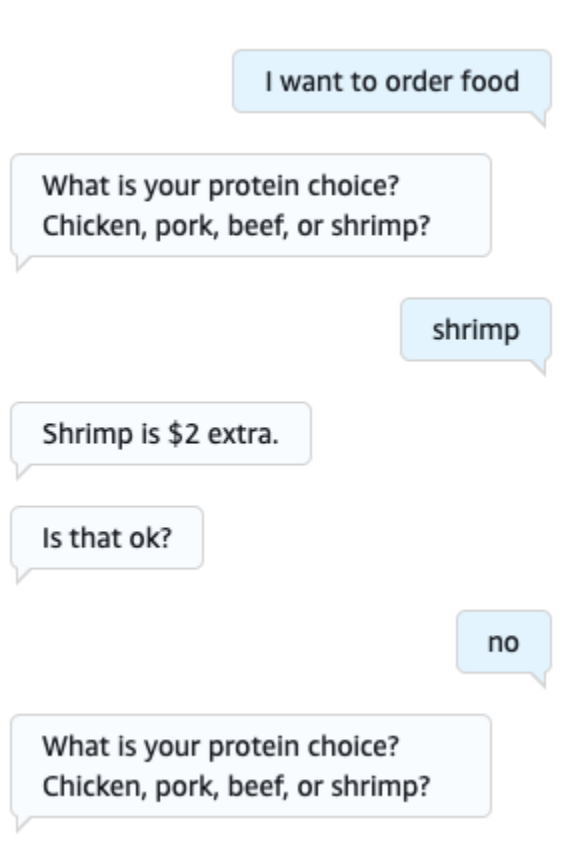 I want to order food
What is your protein choice?
Chicken, pork, beef, or shrimp?
shrimp
Shrimp is $2 extra.
Is that ok?
no
What is your protein choice?
Chicken, pork, beef, or shrimp?